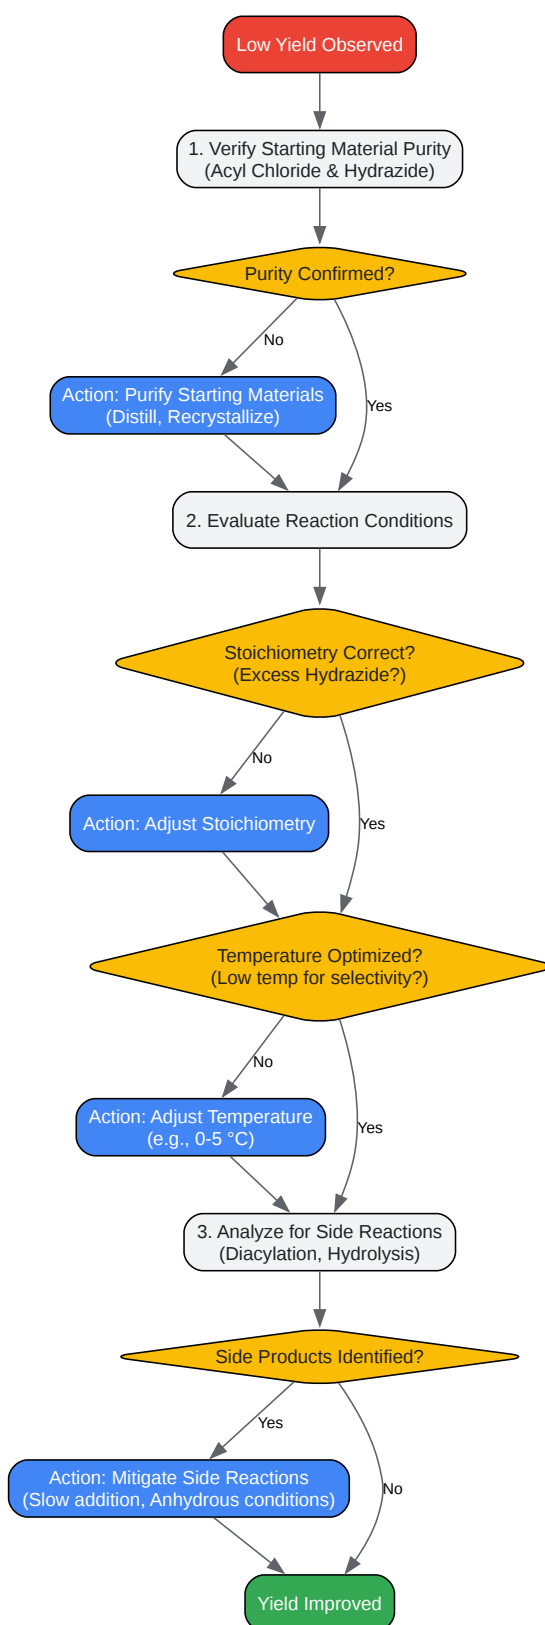 Low Yield Observed
1. Verify Starting Material Purity
(Acyl Chloride & Hydrazide)
Purity Confirmed?
No
Action: Purify Starting Materials
(Distill, Recrystallize)
Yes
2. Evaluate Reaction Conditions
Stoichiometry Correct?
(Excess Hydrazide?)
No
Action: Adjust Stoichiometry
Yes
Temperature Optimized?
(Low temp for selectivity?)
No
Action: Adjust Temperature
(e.g., 0-5 °C)
Yes
3. Analyze for Side Reactions
(Diacylation, Hydrolysis)
Side Products Identified?
Yes
Action: Mitigate Side Reactions
(Slow addition, Anhydrous conditions)
No
Yield Improved